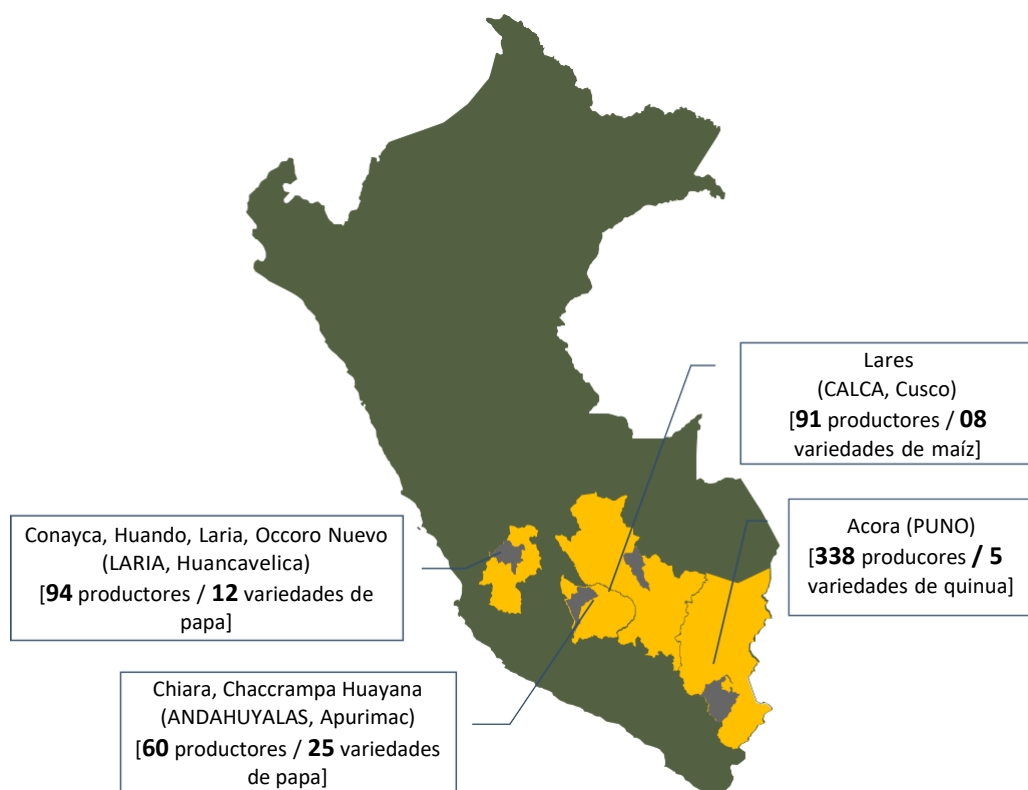 Lares
(CALCA, Cusco)
[91 productores / 08
variedades de maíz]
Conayca, Huando, Laria, Occoro Nuevo
(LARIA, Huancavelica)
[94 productores / 12 variedades de
papa]
Acora (PUNO)
[338 producores / 5
variedades de quinua]
Chiara, Chaccrampa Huayana
(ANDAHUYALAS, Apurimac)
[60 productores / 25 variedades
de papa]